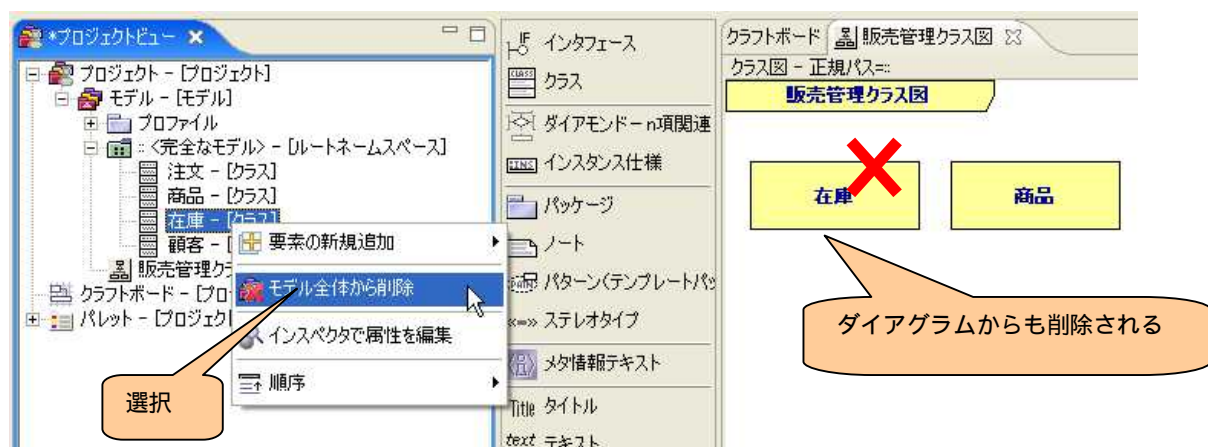 *プロジェクトビュー
プロジェクト - [プロジェクト]
モデル - [モデル]
プロファイル
:: <完全なモデル> - [ルートネームスペース]
注文 - [クラス]
商品 - [クラス]
在庫 - [クラス]
顧客 - [
販売管理クラ
クラフトボード - [プロ
パレット - [プロジェク
要素の新規追加
モデル全体から削除
インスペクタで属性を編集
順序
選択
インタフェース
クラス
ダイアモンドーn項関連
インスタンス仕様
パッケージ
ノート
パターン(テンプレートパッ
«=» ステレオタイプ
メタ情報テキスト
Title タイトル
text テキスト
クラフトボード 販売管理クラス図
クラス図 - 正規パス=::
販売管理クラス図
在庫
商品
ダイアグラムからも削除される